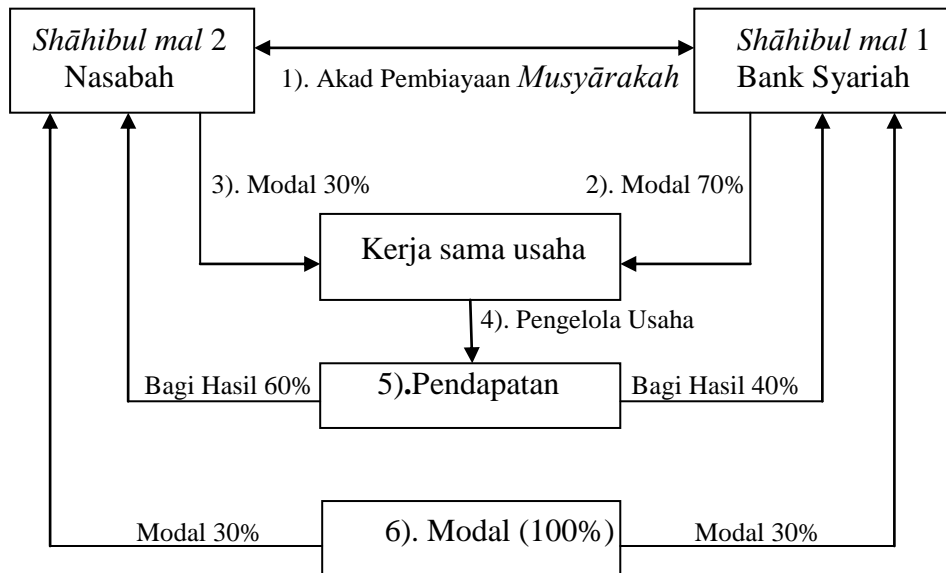 Shāhibul mal 2
Nasabah
Shāhibul mal 1
Bank Syariah
1). Akad Pembiayaan Musyārakah
3). Modal 30%
2). Modal 70%
Kerja sama usaha
4). Pengelola Usaha
Bagi Hasil 60%
5).Pendapatan
Bagi Hasil 40%
Modal 30%
6). Modal (100%)
Modal 30%